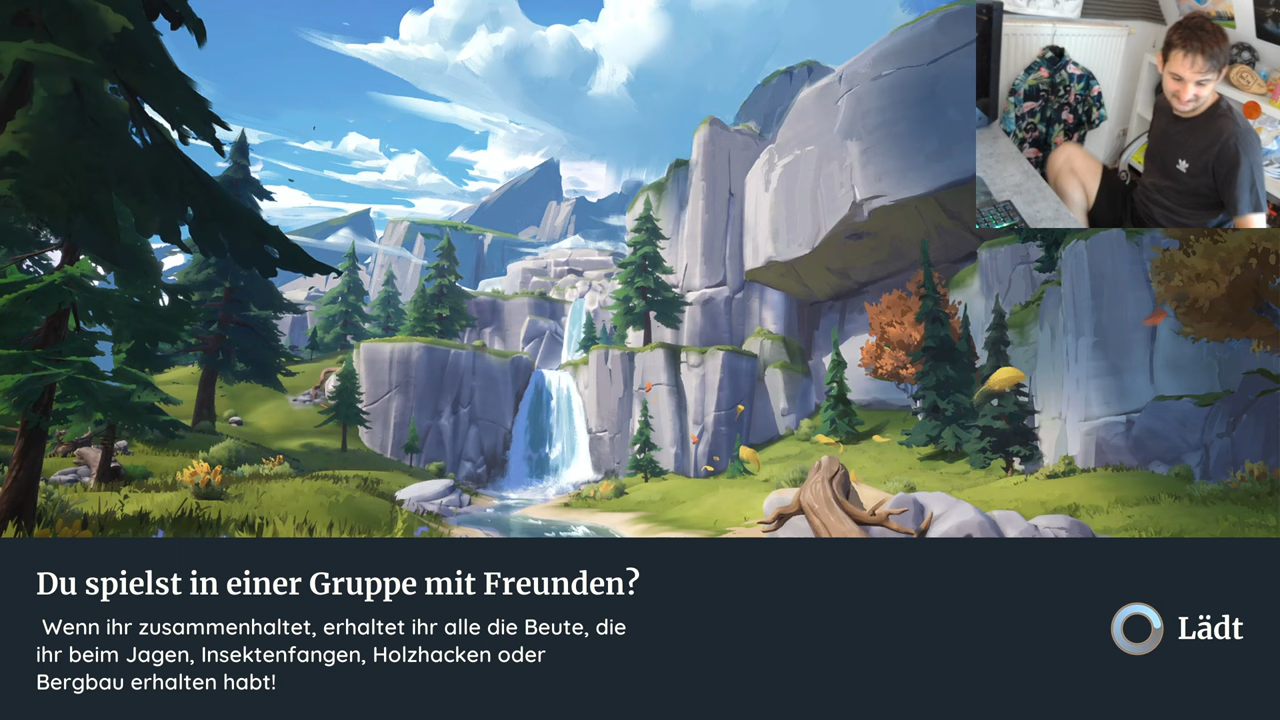 Du spielst in einer Gruppe mit Freunden?
Wenn ihr zusammenhaltet, erhaltet ihr alle die Beute, die
ihr beim Jagen, Insektenfangen, Holzhacken oder
Bergbau erhalten habt!
Lädt